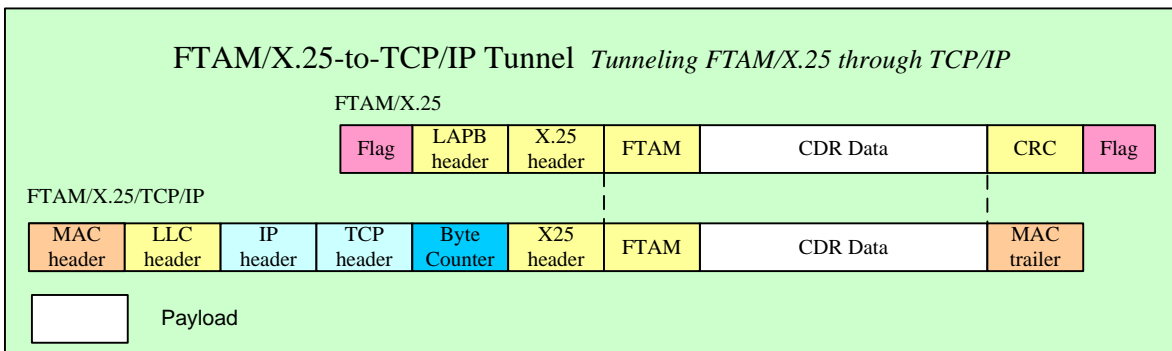 FTAM/X.25-to-TCP/IP Tunnel Tunneling FTAM/X.25 through TCP/IP
FTAM/X.25
Flag
LAPB
header
X.25
header
FTAM
CDR Data
CRC
Flag
FTAM/X.25/TCP/IP
MAC
header
LLC
header
IP
header
TCP
header
Byte
Counter
X25
header
FTAM
CDR Data
MAC
trailer
Payload